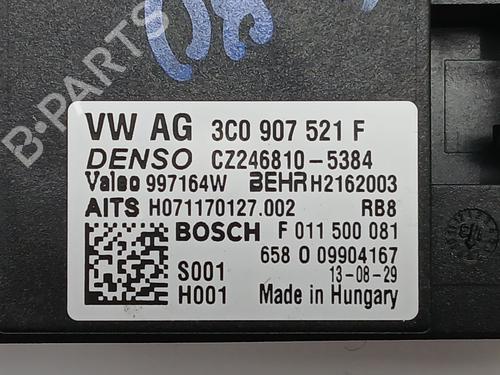 B-PARTS
VW AG 3C0 907 521 F
DENSO CZ246810-5384
Valeo 997164W BEHR H2162003
AITS H071170127.002 RB8
BOSCH F 011 500 081
658 0 09904167
S001 13-08-29
H001 Made in Hungary